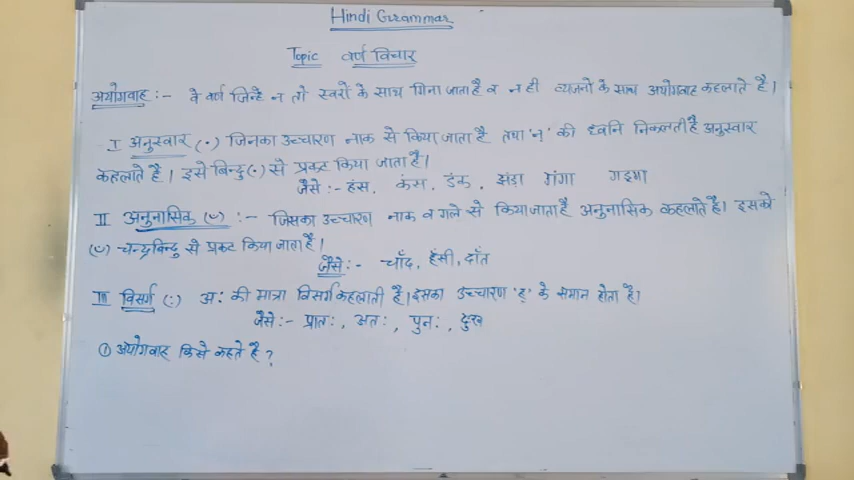 Hindi Grammar
Topic वर्ण विचार
अयोगवाह :- वे वर्ण जिन्हे न तो स्वरो के साथ गिना जाता है व न ही व्यजनो के साथ अयोगवाह कहलाते है।
I अनुस्वार (·) जिनका उच्चारण नाक से किया जाता है तथा 'न्' की ध्वनि निकलती है अनुस्वार
कहलाते है। इसे बिन्दु (·) से प्रकट किया जाता है।
जैसे :- हंस, कंस, डंक, झंडा गंगा
II अनुनासिक (ँ) :- जिसका उच्चारण नाक व गले से किया जाता है अनुनासिक कहलाते है। इसको
(ँ) चन्द्रबिन्दु से प्रकट किया जाता है।
जैसे :- चाँद, हँसी, दाँत
III विसर्ग (:) अ: की मात्रा विसर्ग कहलाती है। इसका उच्चारण 'ह्' के समान होता है।
जैसे :- प्रात:, अत:, पुन:, दुख
① अयोगवाह किसे कहते है ?